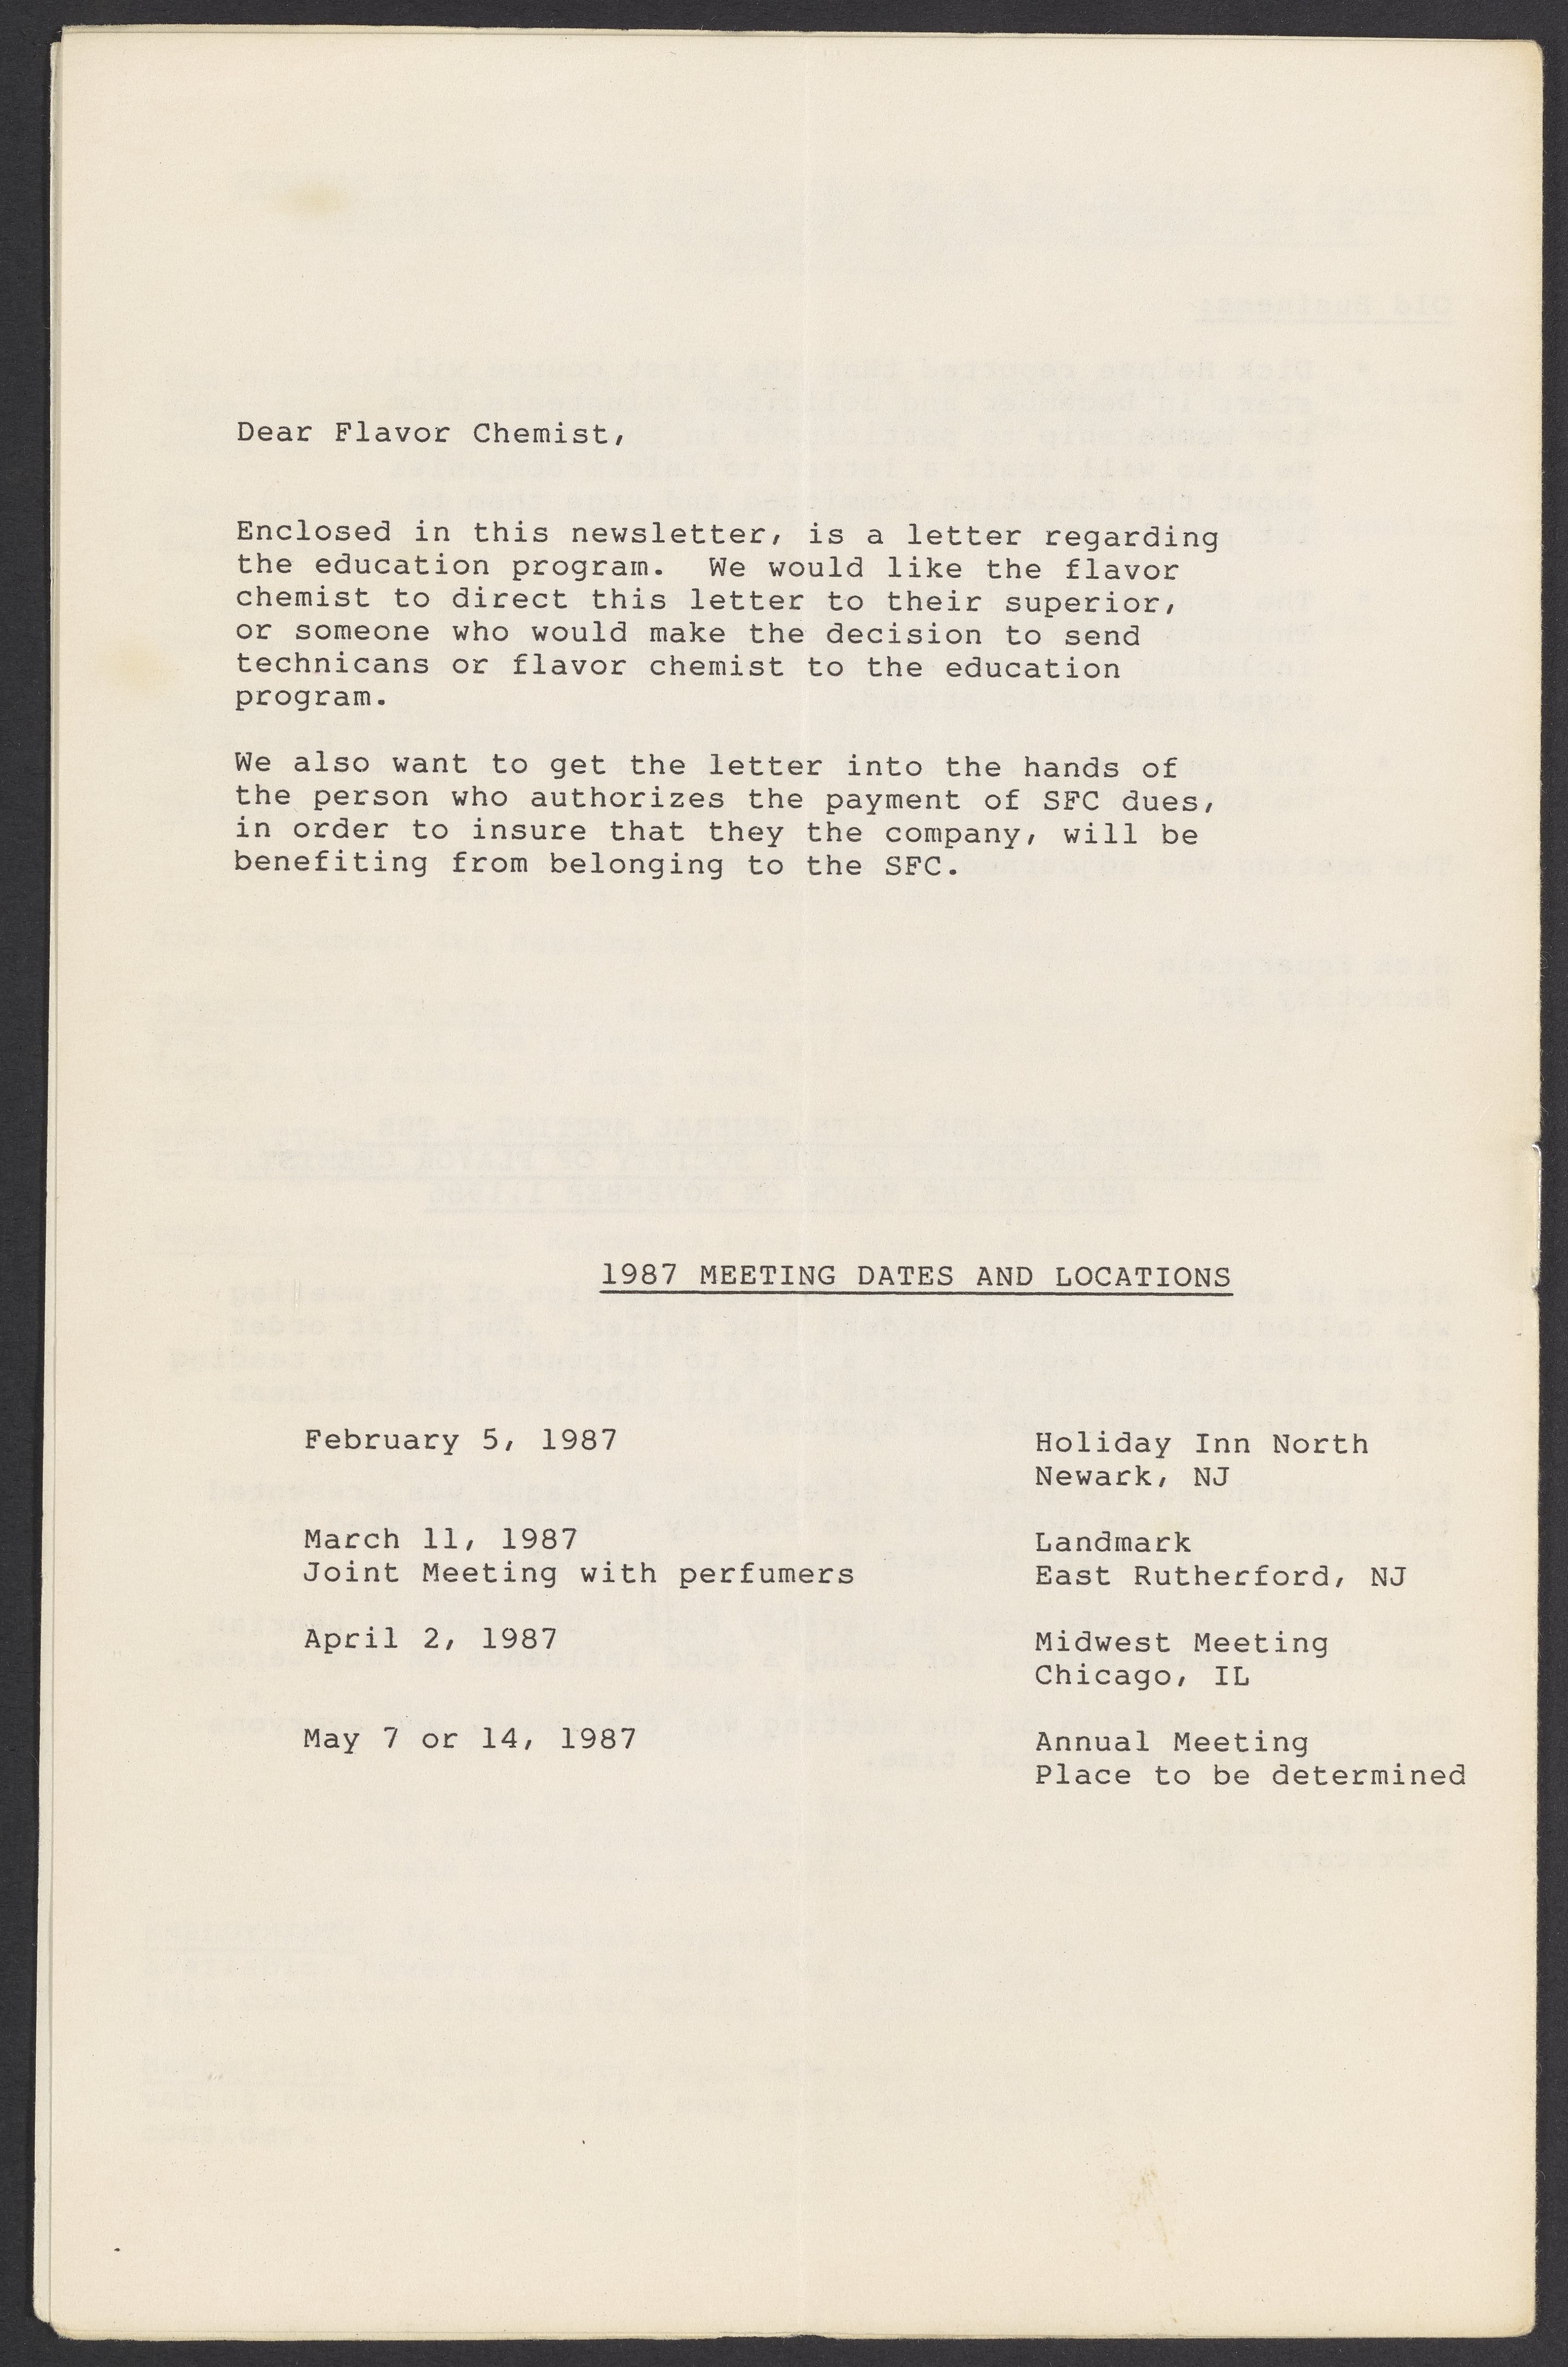 Dear Flavor Chemist,
Enclosed in this newsletter, is a letter regarding
the education program. We would like the flavor
chemist to direct this letter to their superior,
or someone who would make the decision to send
technicans or flavor chemist to the education
program.
We also want to get the letter into the hands of
the person who authorizes the payment of SFC dues,
in order to insure that they the company, will be
benefiting from belonging to the SFC.
1987 MEETING DATES AND LOCATIONS
February 5, 1987 Holiday Inn North
Newark, NJ
March 11, 1987 Landmark
Joint Meeting with perfumers East Rutherford, NJ
April 2, 1987 Midwest Meeting
Chicago, IL
May 7 or 14, 1987 Annual Meeting
Place to be determined